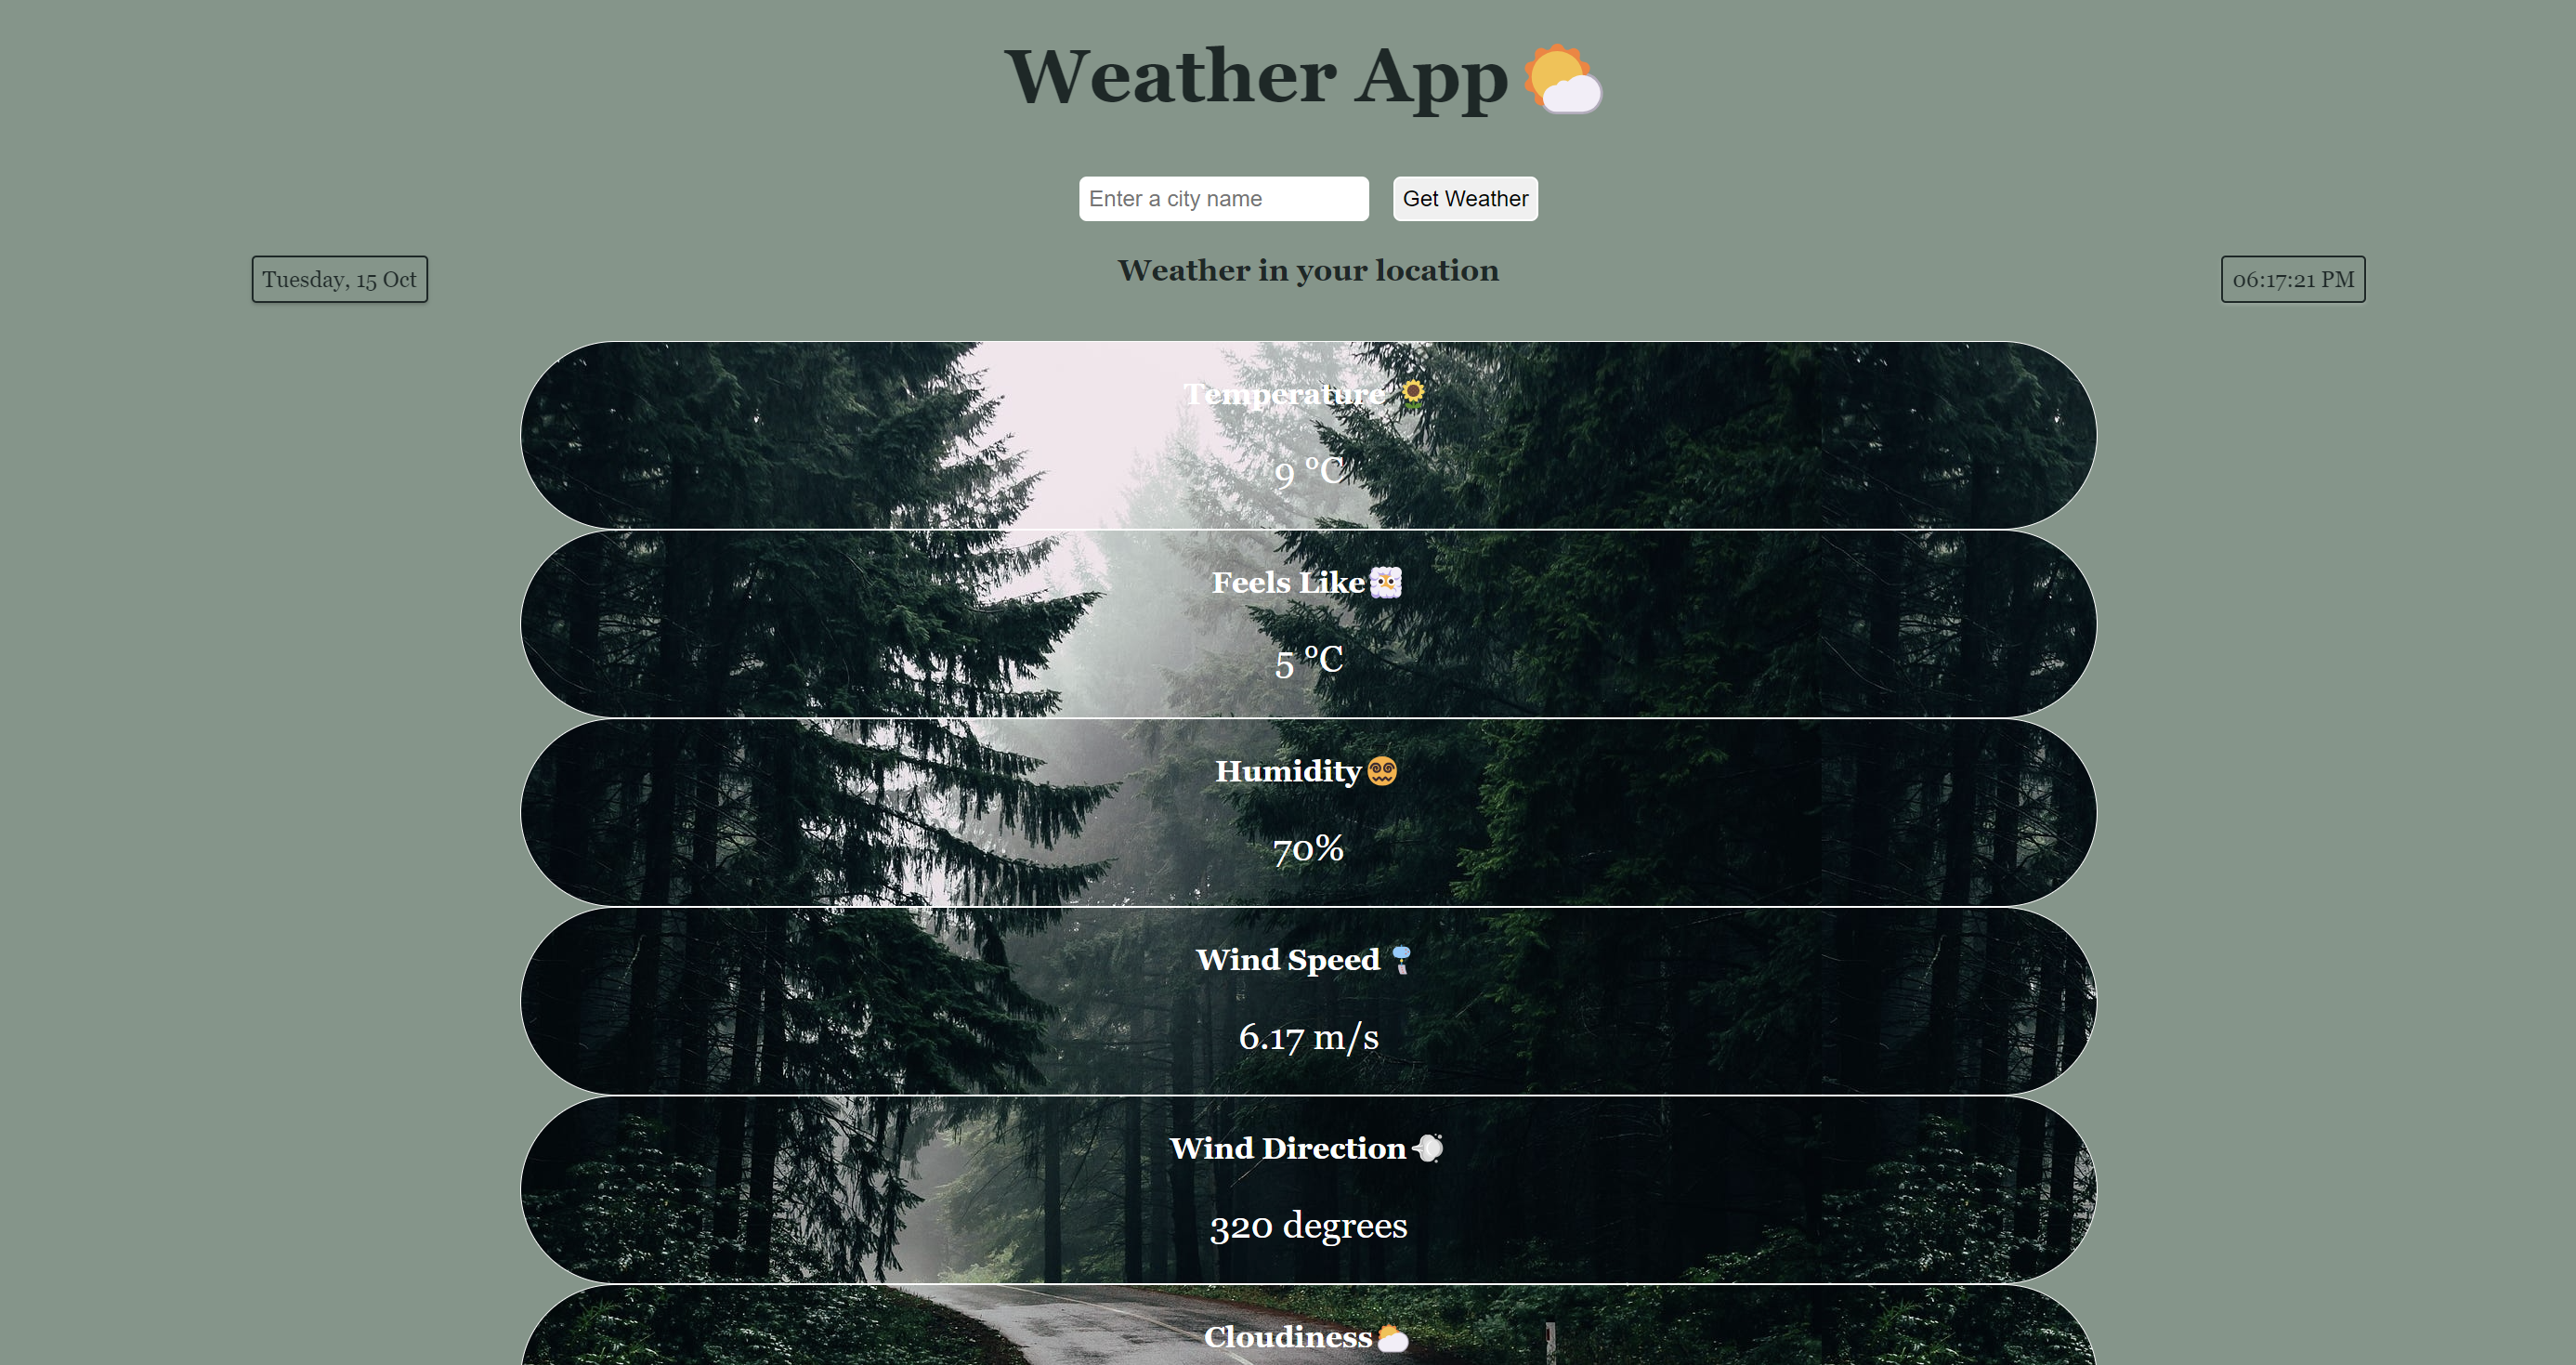 Weather App
Enter a city name
Get Weather
Tuesday, 15 Oct
Weather in your location
06:17:21 PM
Temperature
9 °C
Feels Like
5 °C
Humidity
70%
Wind Speed
6.17 m/s
Wind Direction
320 degrees
Cloudiness